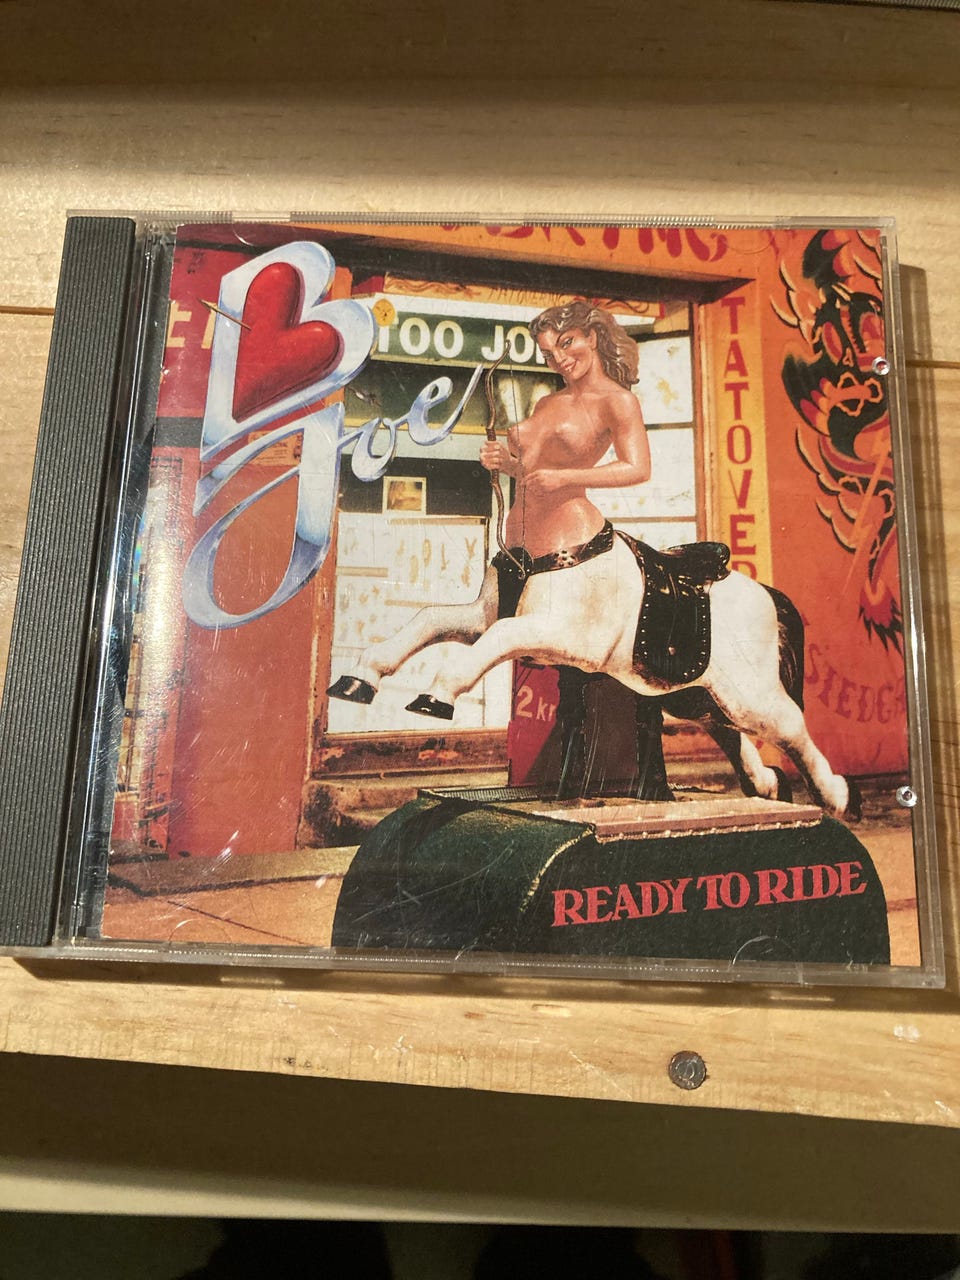 B Joe
TOO JO
TATOVE
2 kr
READY TO RIDE